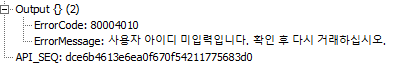 Output {} (2)
ErrorCode: 80004010
ErrorMessage: 사용자 아이디 미입력입니다. 확인 후 다시 거래하십시오.
API_SEQ: dce6b4613e6ea0f670f54211775683d0